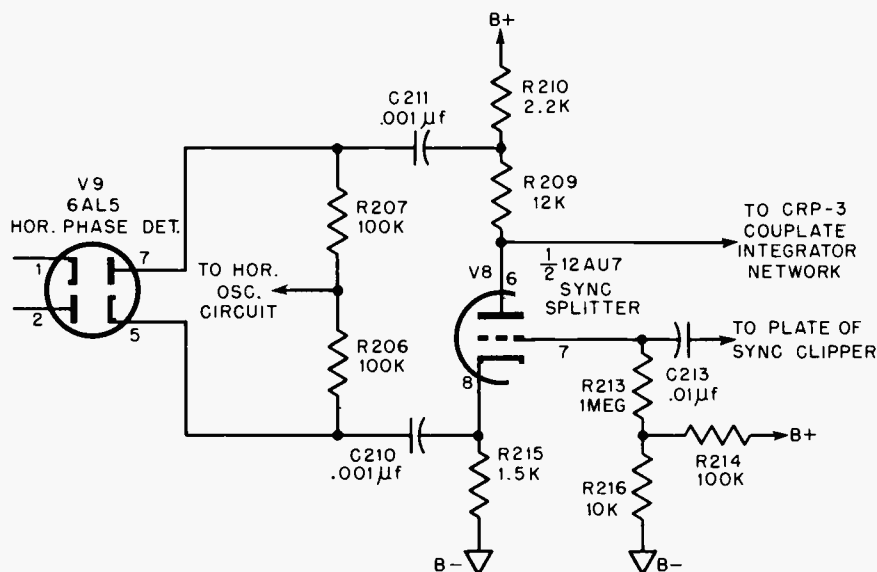 B+
R210
2.2K
C211
.001μf
R209
12K
V9
6AL5
HOR. PHASE DET.
7
1
2
5
R207
100K
TO HOR.
OSC.
CIRCUIT
R206
100K
TO CRP-3
COUPLATE
INTEGRATOR
NETWORK
V8
6
1/2 12AU7
SYNC
SPLITTER
7
8
TO PLATE OF
SYNC CLIPPER
C213
.01μf
R213
1MEG
B+
R214
100K
C210
.001μf
R215
1.5K
R216
10K
B-
B-